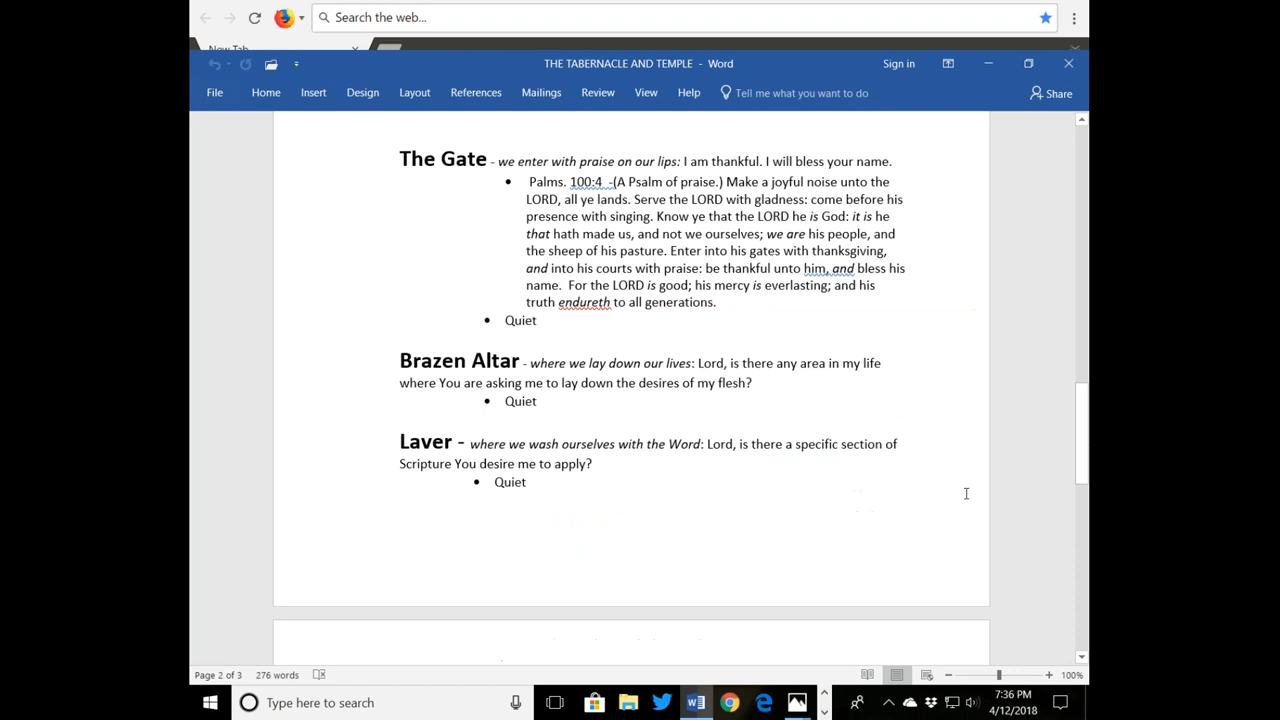 Search the web...
New Tab
THE TABERNACLE AND TEMPLE - Word
Sign in
File Home Insert Design Layout References Mailings Review View Help Tell me what you want to do Share
The Gate - we enter with praise on our lips: I am thankful. I will bless your name.
• Palms. 100:4 -(A Psalm of praise.) Make a joyful noise unto the
LORD, all ye lands. Serve the LORD with gladness: come before his
presence with singing. Know ye that the LORD he is God: it is he
that hath made us, and not we ourselves; we are his people, and
the sheep of his pasture. Enter into his gates with thanksgiving,
and into his courts with praise: be thankful unto him, and bless his
name. For the LORD is good; his mercy is everlasting; and his
truth endureth to all generations.
• Quiet
Brazen Altar - where we lay down our lives: Lord, is there any area in my life
where You are asking me to lay down the desires of my flesh?
• Quiet
Laver - where we wash ourselves with the Word: Lord, is there a specific section of
Scripture You desire me to apply?
• Quiet
Page 2 of 3 276 words 100%
Type here to search
7:36 PM
4/12/2018